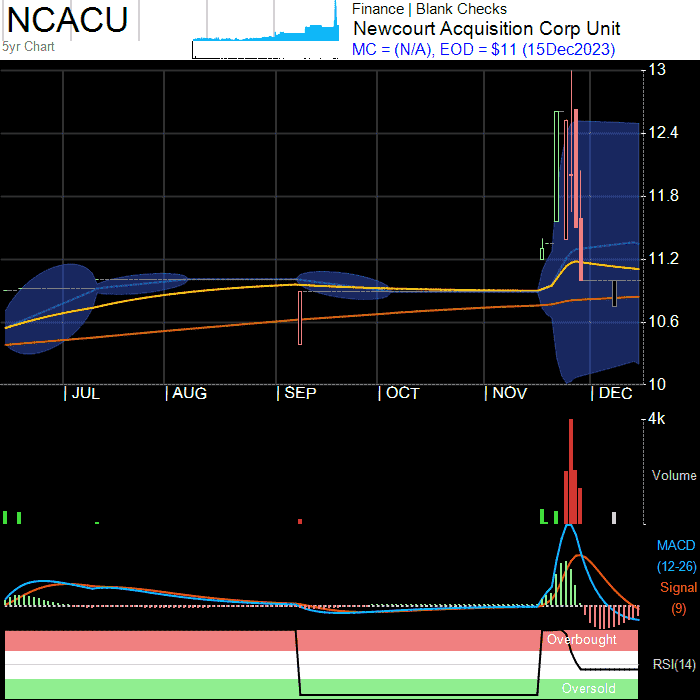 NCACU
5yr Chart
Finance | Blank Checks
Newcourt Acquisition Corp Unit
MC = (N/A), EOD = $11 (15Dec2023)
13
12.4
11.8
11.2
10.6
10
JUL AUG SEP OCT NOV DEC
4k
Volume
MACD
(12-26)
Signal
(9)
Overbought
RSI(14)
Oversold